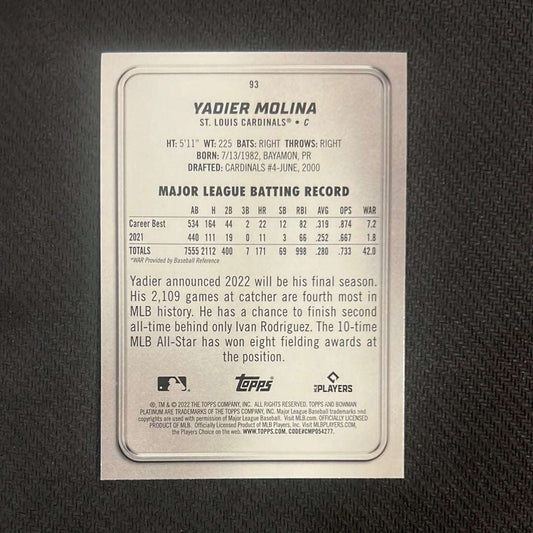 93
YADIER MOLINA
ST. LOUIS CARDINALS® • C
HT: 5'11" WT: 225 BATS: RIGHT THROWS: RIGHT
BORN: 7/13/1982, BAYAMON, PR
DRAFTED: CARDINALS #4-JUNE, 2000
MAJOR LEAGUE BATTING RECORD
AB H 2B 3B HR SB RBI AVG OPS WAR
Career Best 534 164 44 2 22 12 82 .319 .874 7.2
2021 440 111 19 0 11 3 66 .252 .667 1.8
TOTALS 7555 2112 400 7 171 69 998 .280 .733 42.0
*WAR Provided by Baseball Reference
Yadier announced 2022 will be his final season.
His 2,109 games at catcher are fourth most in
MLB history. He has a chance to finish second
all-time behind only Ivan Rodriguez. The 10-time
MLB All-Star has won eight fielding awards at
the position.
Topps
MLB PLAYERS
®, TM & © 2022 THE TOPPS COMPANY, INC. ALL RIGHTS RESERVED. TOPPS AND BOWMAN
PLATINUM ARE TRADEMARKS OF THE TOPPS COMPANY, INC. Major League Baseball trademarks and
copyrights are used with permission of Major League Baseball. Visit MLB.com. OFFICIALLY LICENSED
PRODUCT OF MLB. Officially Licensed Product of MLB Players, Inc. Visit MLBPLAYERS.com,
the Players Choice on the web. WWW.TOPPS.COM. CODE#CMP054277.